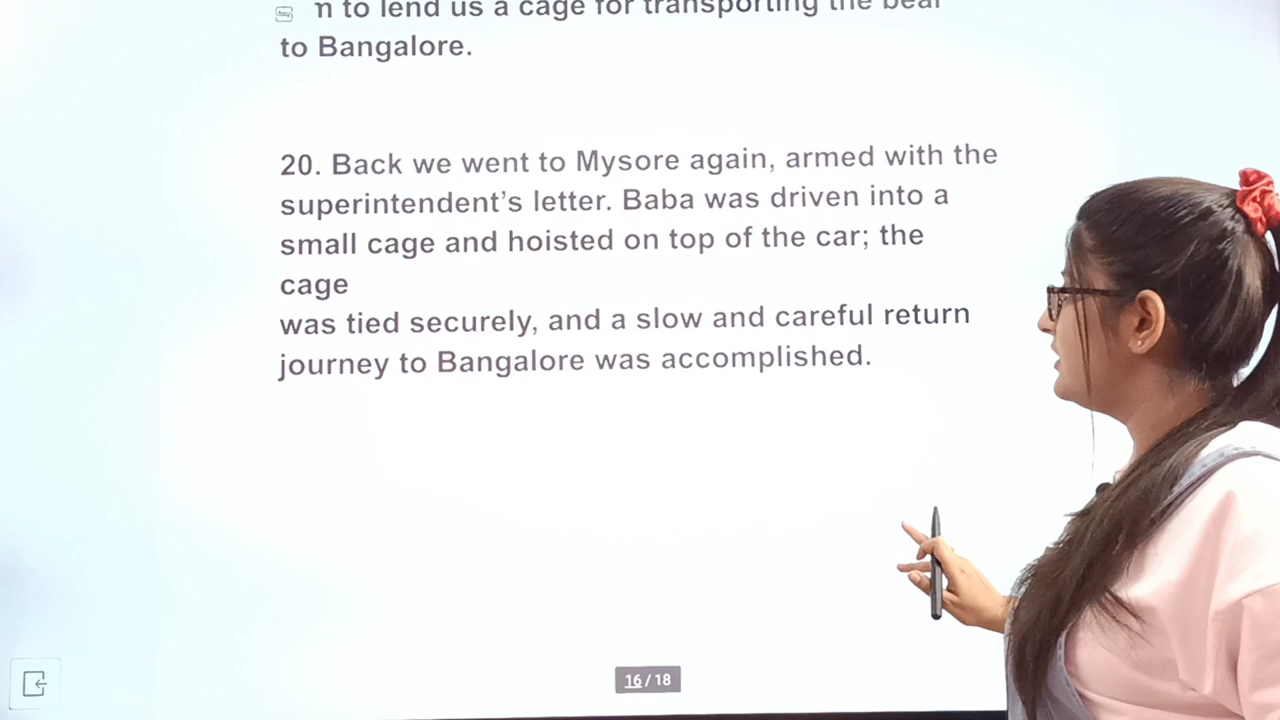 n to lend us a cage for transporting the bear
to Bangalore.
20. Back we went to Mysore again, armed with the
superintendent's letter. Baba was driven into a
small cage and hoisted on top of the car; the
cage
was tied securely, and a slow and careful return
journey to Bangalore was accomplished.
16 / 18